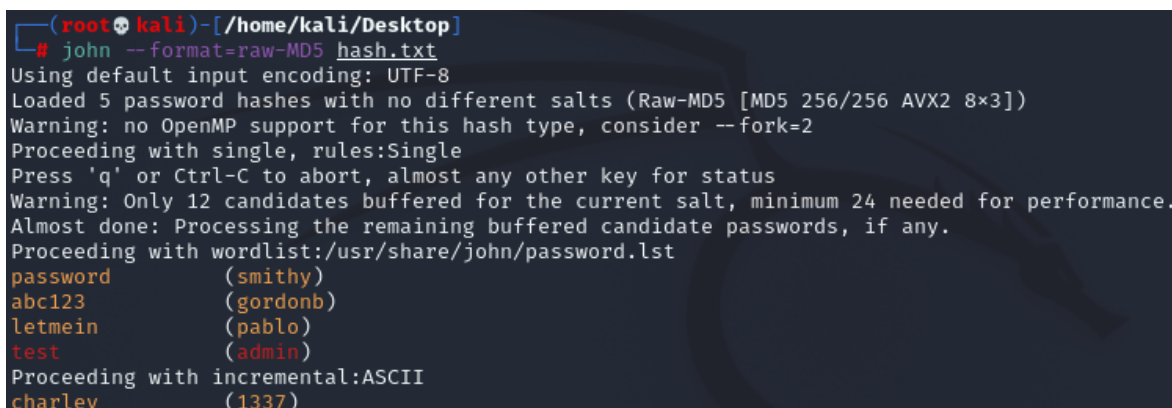 ┌──(root💀kali)-[/home/kali/Desktop]
└─# john --format=raw-MD5 hash.txt
Using default input encoding: UTF-8
Loaded 5 password hashes with no different salts (Raw-MD5 [MD5 256/256 AVX2 8×3])
Warning: no OpenMP support for this hash type, consider --fork=2
Proceeding with single, rules:Single
Press 'q' or Ctrl-C to abort, almost any other key for status
Warning: Only 12 candidates buffered for the current salt, minimum 24 needed for performance.
Almost done: Processing the remaining buffered candidate passwords, if any.
Proceeding with wordlist:/usr/share/john/password.lst
password         (smithy)
abc123           (gordonb)
letmein          (pablo)
test             (admin)
Proceeding with incremental:ASCII
charley          (1337)